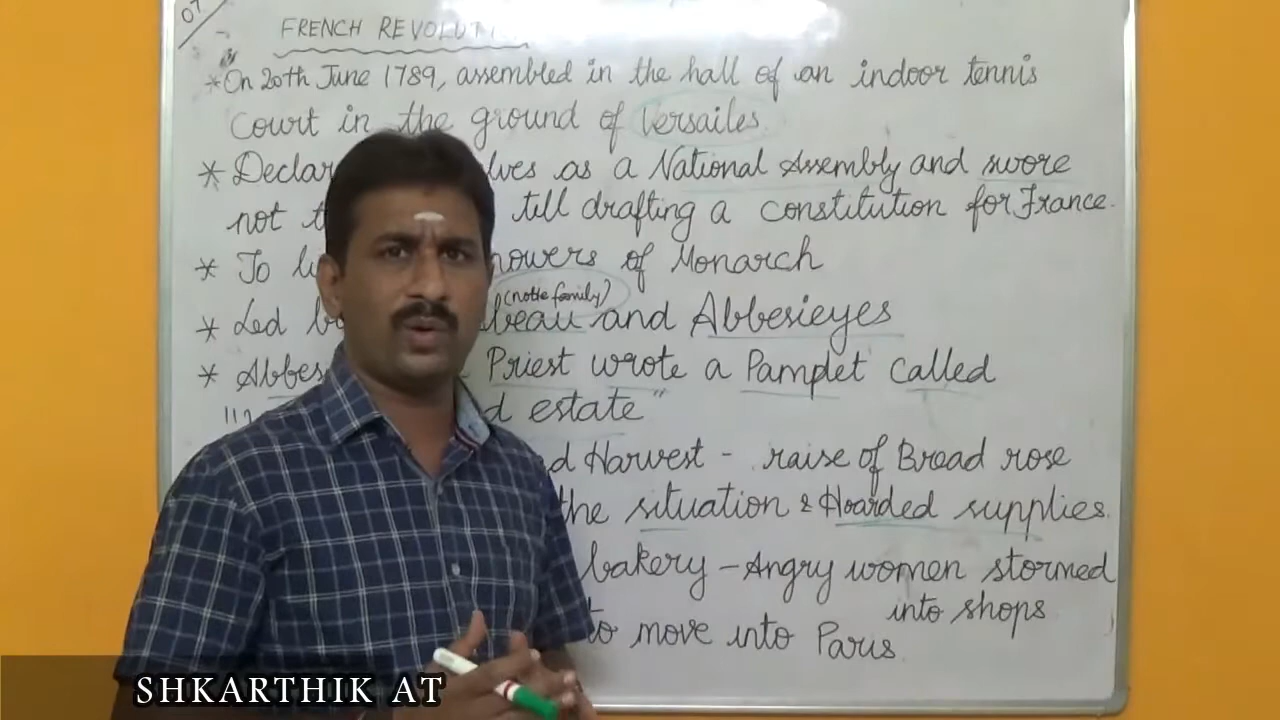 07
FRENCH REVOLUT
* On 20th June 1789, assembled in the hall of an indoor tennis
Court in the ground of Versailes
* Declar lves as a National Assembly and swore
not t till drafting a constitution for France.
* To l powers of Monarch
(noble family)
* Led b beau and Abbesieyes
* Abbes Priest wrote a Pamplet called
d estate"
d Harvest - raise of Bread rose
the situation & Hoarded supplies.
bakery - Angry women stormed
into shops
to move into Paris
SHKARTHIK AT